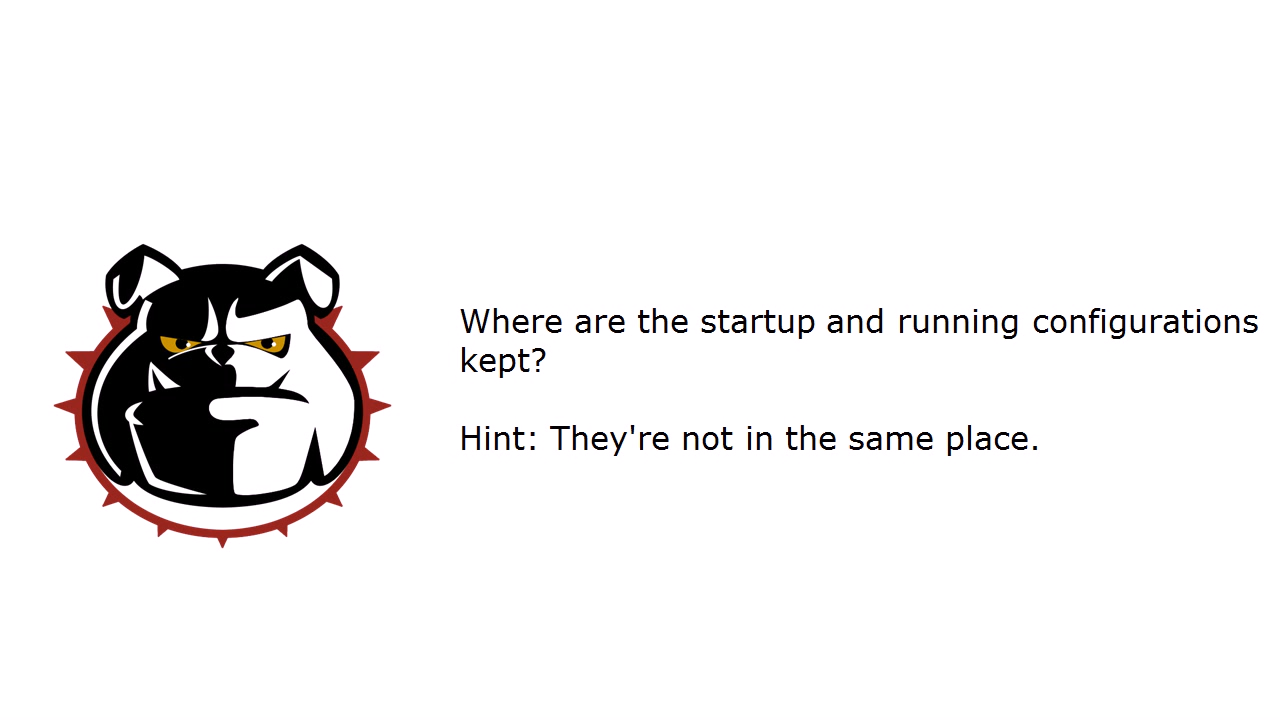 Where are the startup and running configurations
kept?
Hint: They're not in the same place.